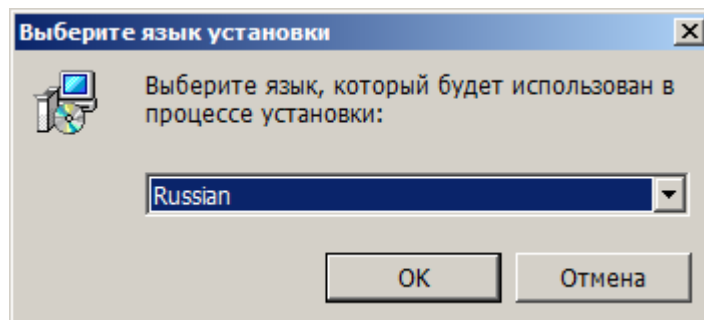 Выберите язык установки
Выберите язык, который будет использован в
процессе установки:
Russian
OK
Отмена